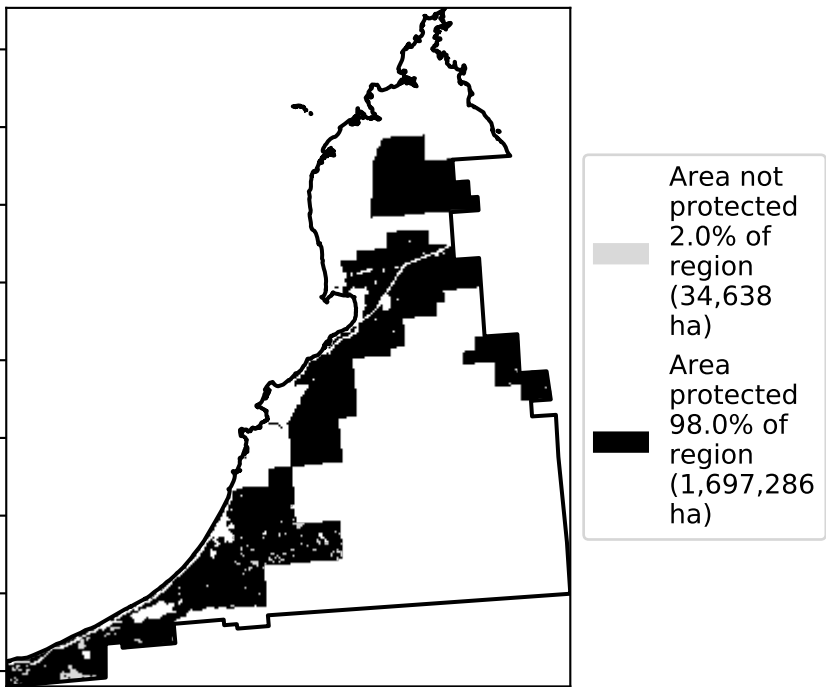 Area not
protected
2.0% of
region
(34,638
ha)
Area
protected
98.0% of
region
(1,697,286
ha)